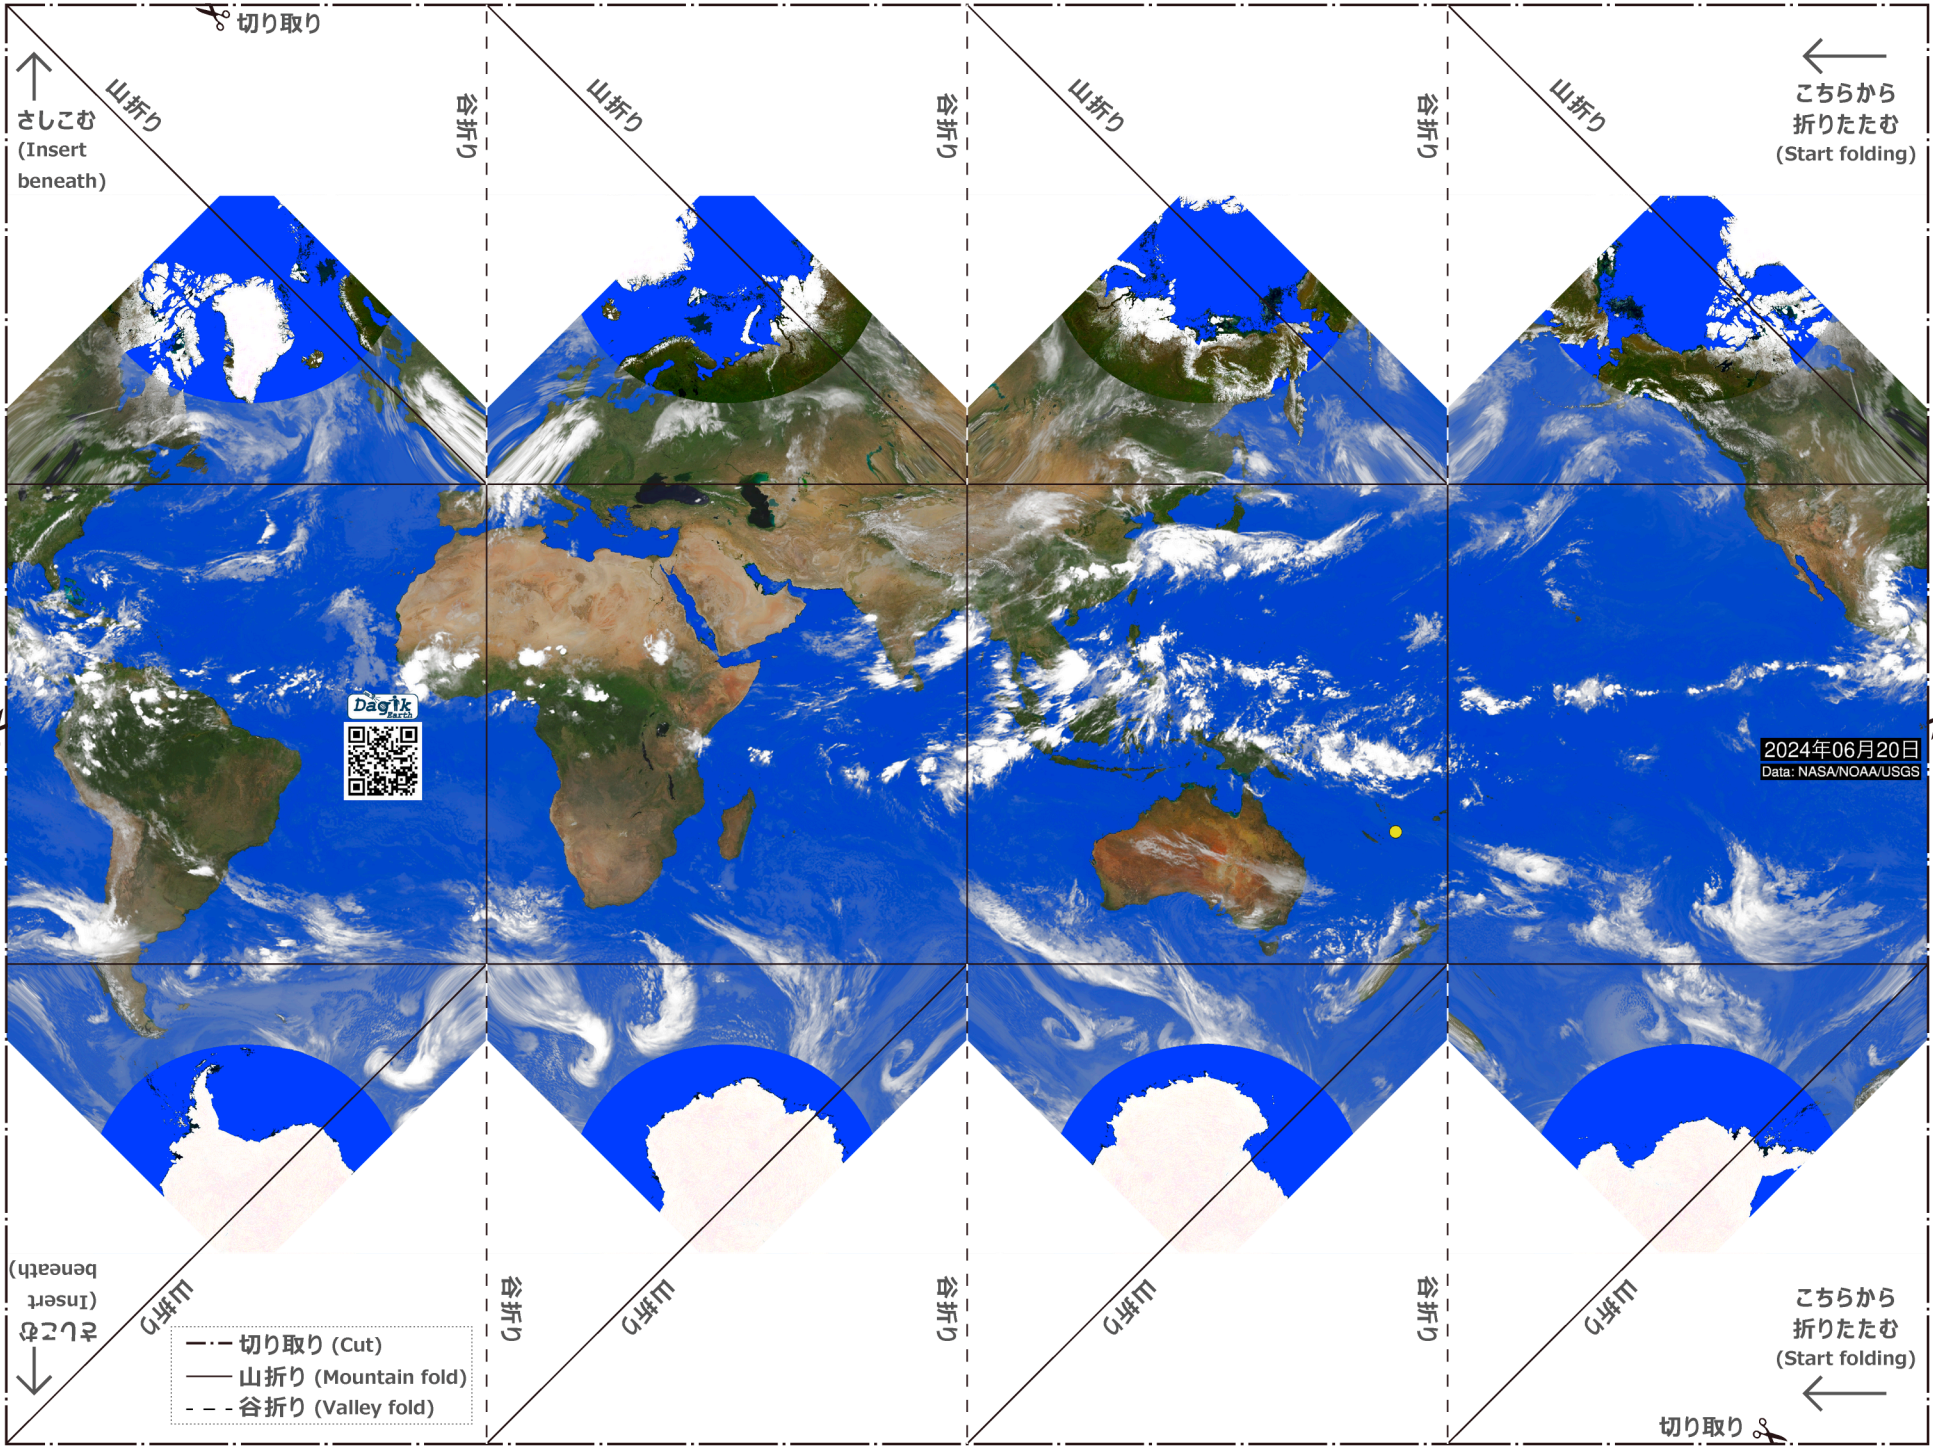 切り取り
山折り
谷折り
山折り
谷折り
山折り
谷折り
山折り
さしこむ
(Insert
beneath)
こちらから
折りたたむ
(Start folding)
Dagik
Earth
2024年06月20日
Data: NASA/NOAA/USGS
さしこむ
(Insert
beneath)
山折り
谷折り
山折り
谷折り
山折り
谷折り
山折り
切り取り (Cut)
山折り (Mountain fold)
谷折り (Valley fold)
こちらから
折りたたむ
(Start folding)
切り取り